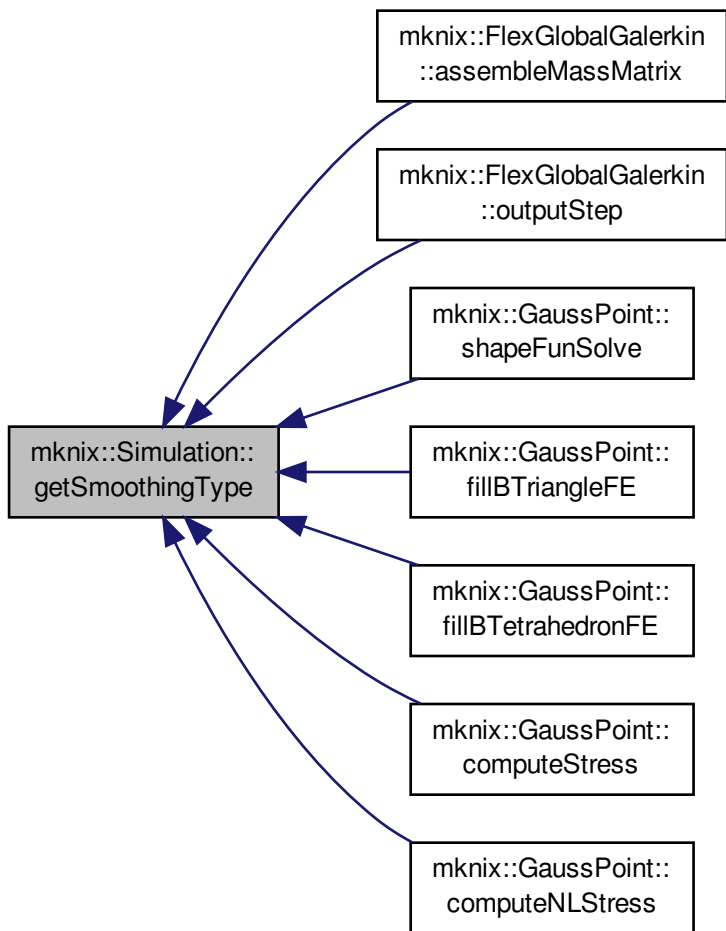 mknix::FlexGlobalGalerkin
::assembleMassMatrix
mknix::FlexGlobalGalerkin
::outputStep
mknix::GaussPoint::
shapeFunSolve
mknix::Simulation::
getSmoothingType
mknix::GaussPoint::
fillBTriangleFE
mknix::GaussPoint::
fillBTetrahedronFE
mknix::GaussPoint::
computeStress
mknix::GaussPoint::
computeNLStress